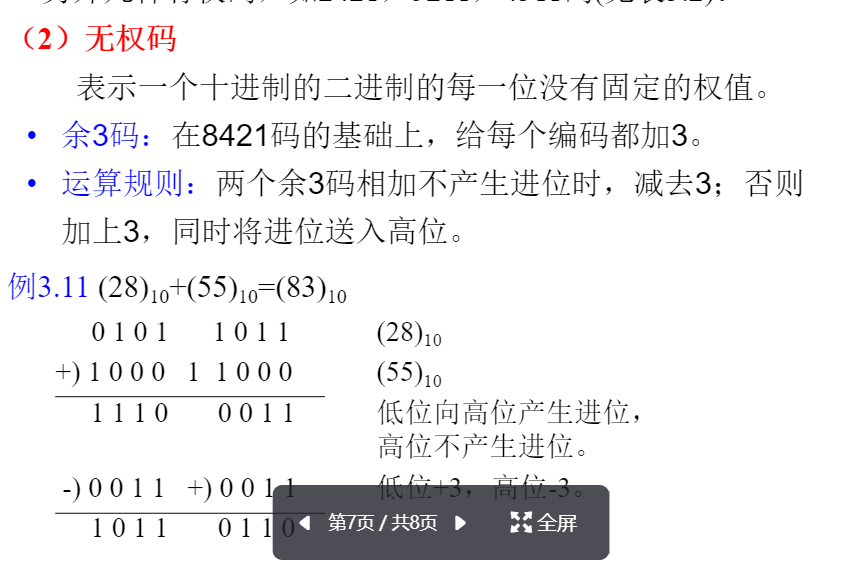 （2）无权码
表示一个十进制的二进制的每一位没有固定的权值。
• 余3码：在8421码的基础上，给每个编码都加3。
• 运算规则：两个余3码相加不产生进位时，减去3；否则
加上3，同时将进位送入高位。
例3.11 (28)10+(55)10=(83)10
0 1 0 1 1 0 1 1 (28)10
+) 1 0 0 0 1 1 0 0 0 (55)10
1 1 1 0 0 0 1 1 低位向高位产生进位，
高位不产生进位。
-) 0 0 1 1 +) 0 0 1 1 低位+3，高位-3。
1 0 1 1 0 1 1 0
第7页 / 共8页 全屏